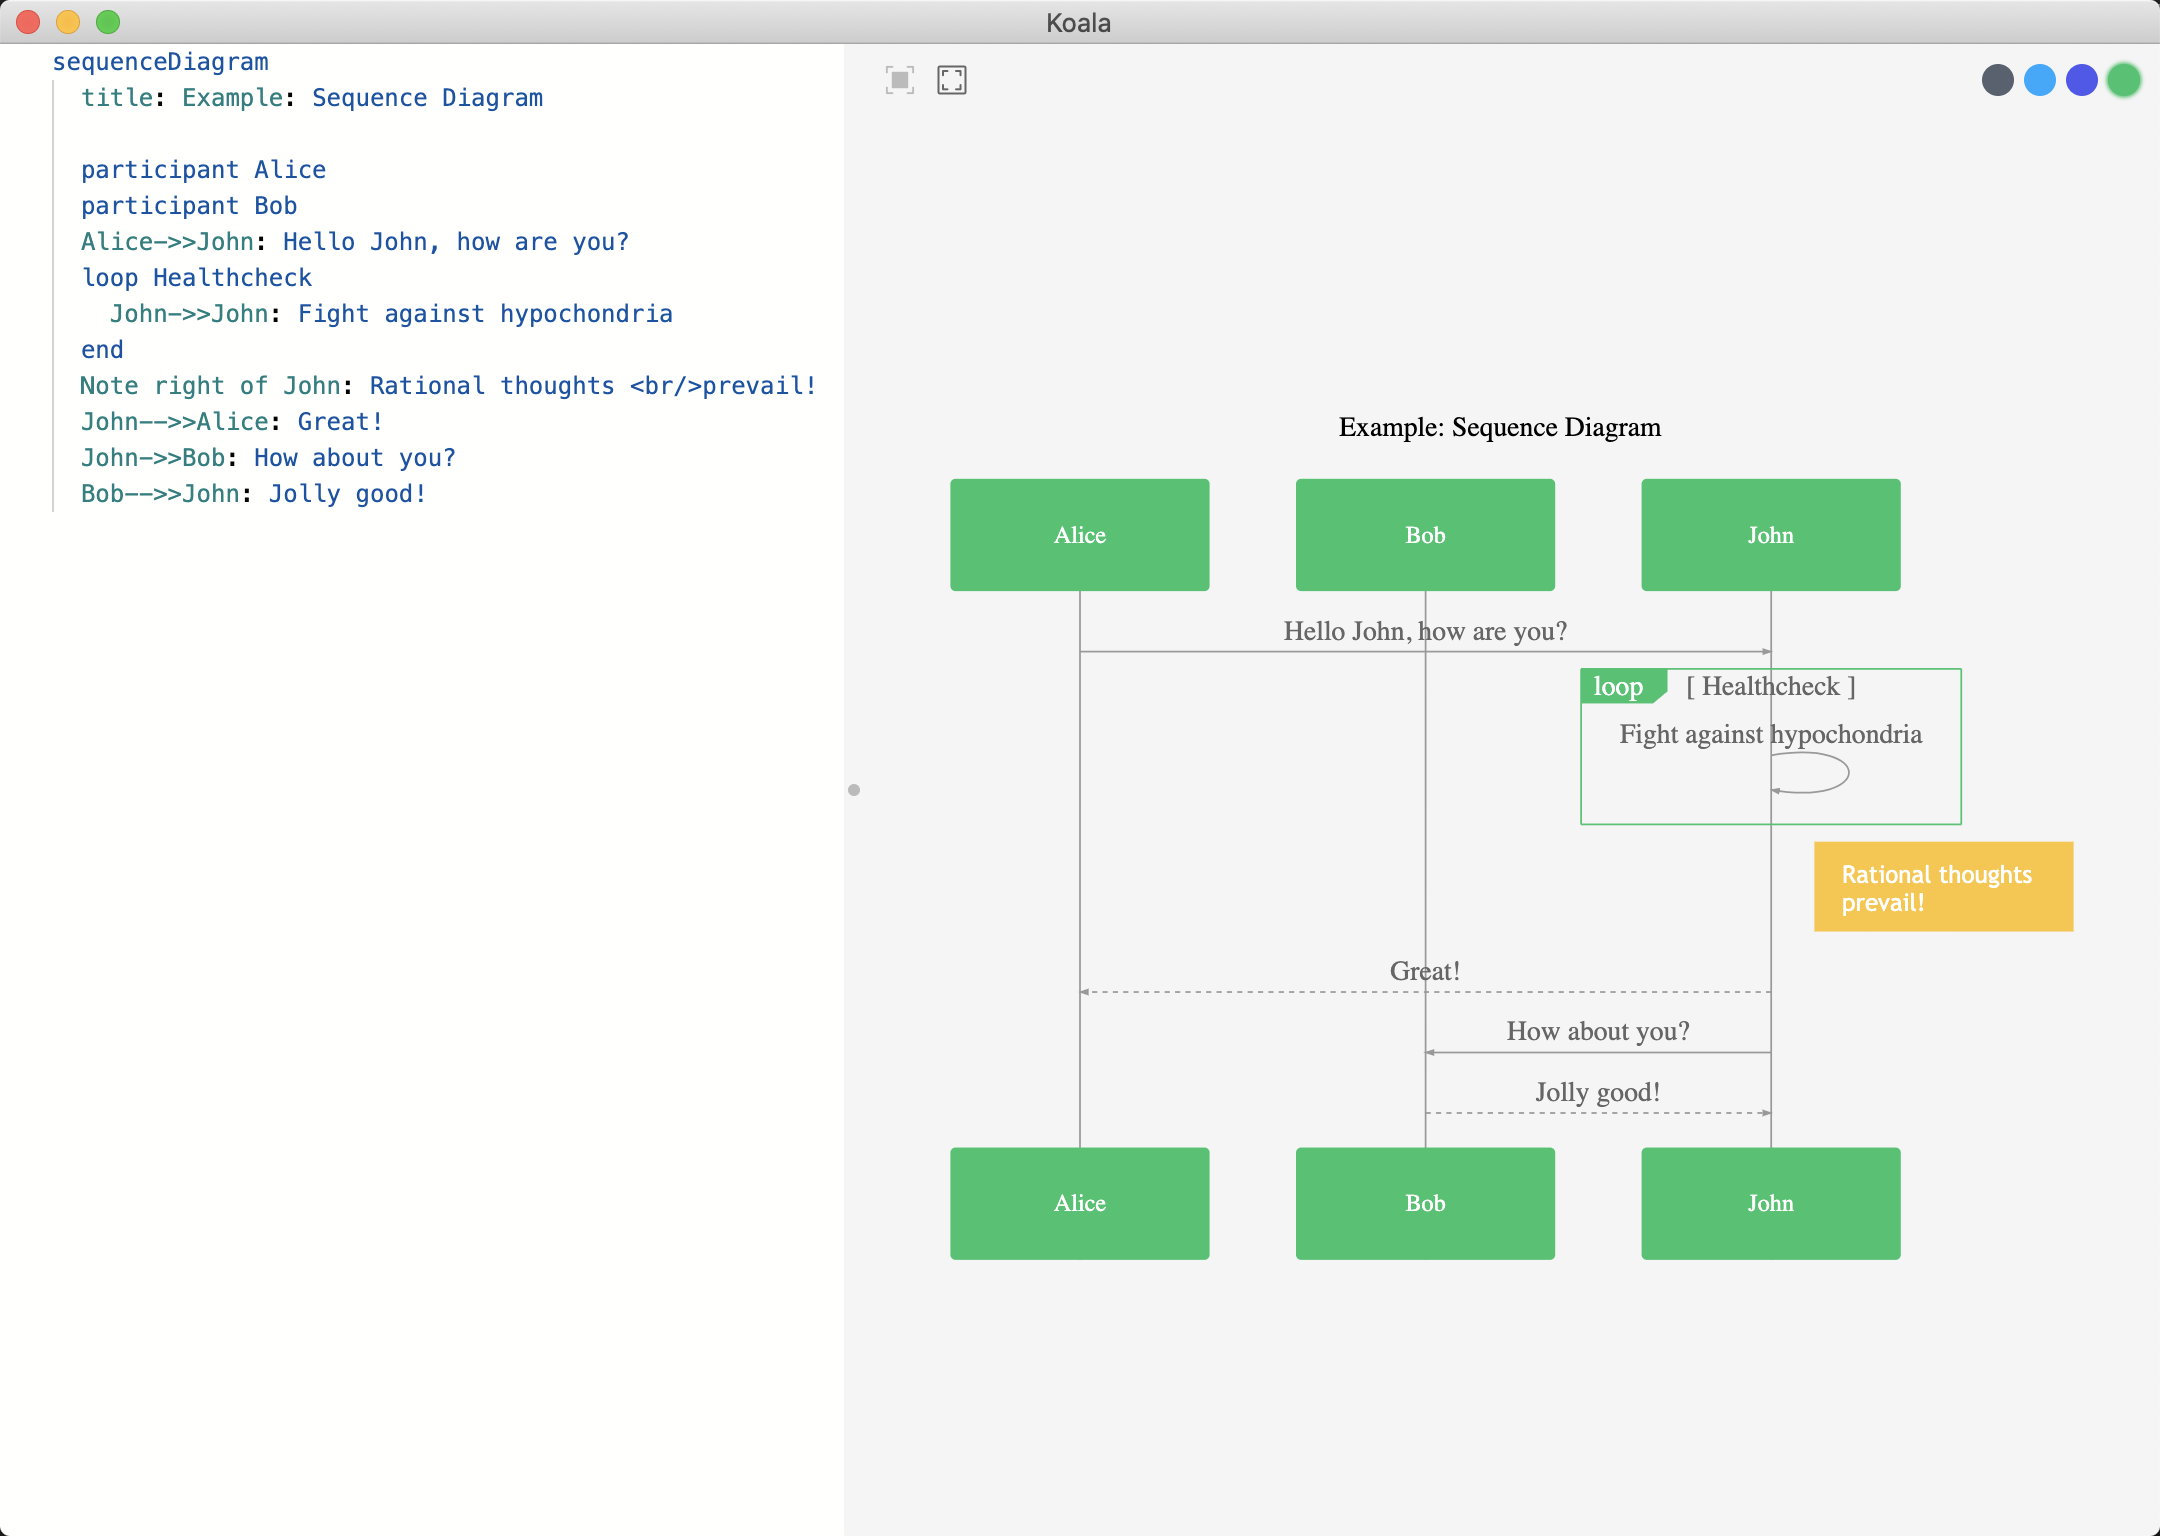 Koala
sequenceDiagram
title: Example: Sequence Diagram
participant Alice
participant Bob
Alice->>John: Hello John, how are you?
loop Healthcheck
John->>John: Fight against hypochondria
end
Note right of John: Rational thoughts <br/>prevail!
John-->>Alice: Great!
John->>Bob: How about you?
Bob-->>John: Jolly good!
Example: Sequence Diagram
Alice Bob John
Hello John, how are you?
loop [ Healthcheck ]
Fight against hypochondria
Rational thoughts
prevail!
Great!
How about you?
Jolly good!
Alice Bob John